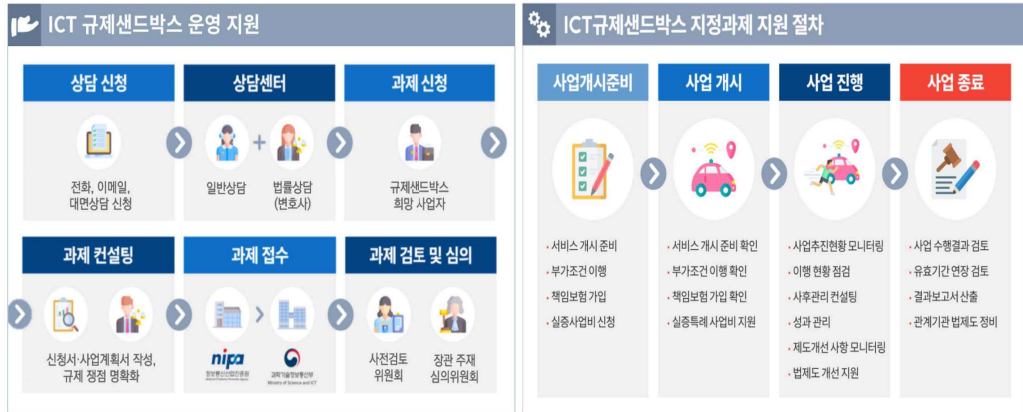 ICT 규제샌드박스 운영 지원
상담 신청
전화, 이메일,
대면상담 신청
상담센터
일반상담
+
법률상담
(변호사)
과제 신청
규제샌드박스
희망 사업자
과제 컨설팅
신청서·사업계획서 작성,
규제 쟁점 명확화
과제 접수
nipa
정보통신산업진흥원
과학기술정보통신부
Ministry of Science and ICT
과제 검토 및 심의
사전검토
위원회
장관 주재
심의위원회
ICT규제샌드박스 지정과제 지원 절차
사업개시준비
· 서비스 개시 준비
· 부가조건 이행
· 책임보험 가입
· 실증사업비 신청
사업 개시
· 서비스 개시 준비 확인
· 부가조건 이행 확인
· 책임보험 가입 확인
· 실증특례 사업비 지원
사업 진행
· 사업추진현황 모니터링
· 이행 현황 점검
· 사후관리 컨설팅
· 성과 관리
· 제도개선 사항 모니터링
· 법제도 개선 지원
사업 종료
· 사업 수행결과 검토
· 유효기간 연장 검토
· 결과보고서 산출
· 관계기관 법제도 정비